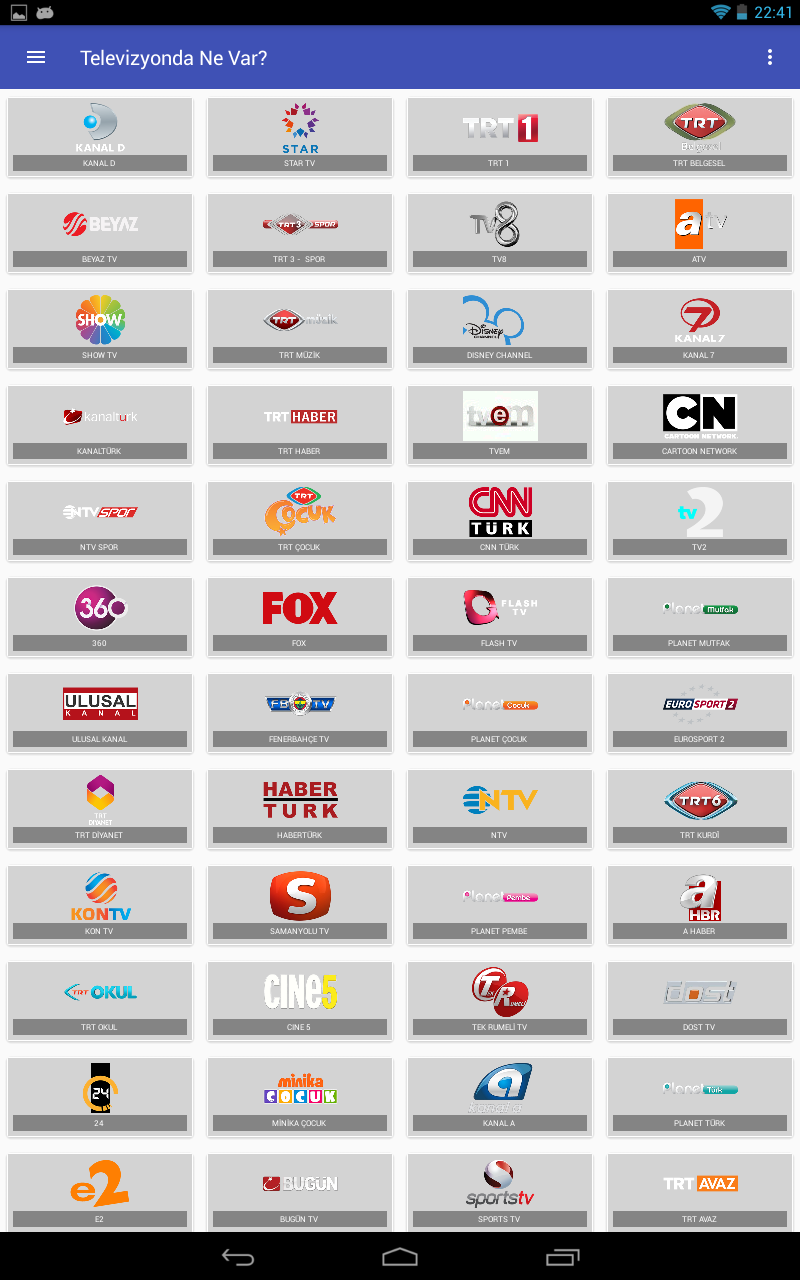 22:41
Televizyonda Ne Var?
KANAL D
KANAL D
STAR
STAR TV
TRT 1
TRT 1
TRT
Belgesel
TRT BELGESEL
BEYAZ
BEYAZ TV
TRT 3 SPOR
TRT 3 - SPOR
TV8
TV8
atv
ATV
SHOW
SHOW TV
TRT müzik
TRT MÜZİK
Disney
CHANNEL
DISNEY CHANNEL
7
KANAL 7
KANAL 7
kanaltürk
KANALTÜRK
TRT HABER
TRT HABER
tvem
TVEM
CN
CARTOON NETWORK
CARTOON NETWORK
NTV SPOR
NTV SPOR
TRT
ÇOCUK
TRT ÇOCUK
CNN
TÜRK
CNN TÜRK
tv2
TV2
360
360
FOX
FOX
FLASH
TV
FLASH TV
Planet Mutfak
PLANET MUTFAK
ULUSAL
KANAL
ULUSAL KANAL
FB TV
FENERBAHÇE TV
Planet Çocuk
PLANET ÇOCUK
EUROSPORT 2
EUROSPORT 2
TRT
DİYANET
TRT DİYANET
HABER
TURK
HABERTÜRK
NTV
NTV
TRT6
TRT KURDİ
KONTV
KON TV
S
SAMANYOLU TV
Planet Pembe
PLANET PEMBE
a
HBR
A HABER
TRT OKUL
TRT OKUL
CINE5
CINE 5
TEK
RUMELİ
TEK RUMELİ TV
dost
DOST TV
24
24
minika
ÇOCUK
MİNİKA ÇOCUK
a
kanal a
KANAL A
Planet Türk
PLANET TÜRK
e2
E2
BUGÜN
BUGÜN TV
sportstv
SPORTS TV
TRT AVAZ
TRT AVAZ